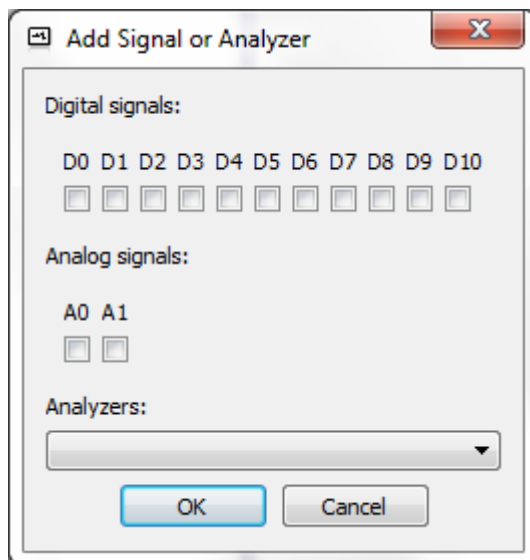 Add Signal or Analyzer
Digital signals:
D0 D1 D2 D3 D4 D5 D6 D7 D8 D9 D10
Analog signals:
A0 A1
Analyzers:
OK Cancel